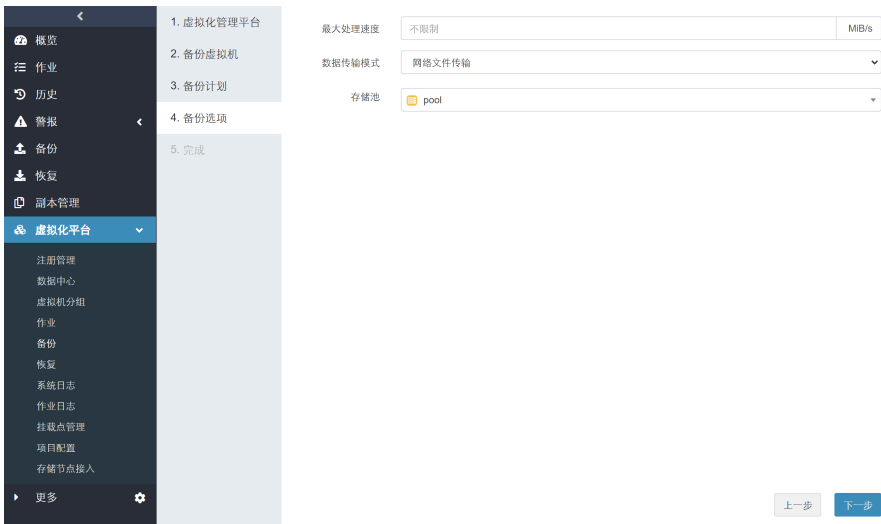 概览
作业
历史
警报
备份
恢复
副本管理
虚拟化平台
注册管理
数据中心
虚拟机分组
作业
备份
恢复
系统日志
作业日志
挂载点管理
项目配置
存储节点接入
更多
1. 虚拟化管理平台
2. 备份虚拟机
3. 备份计划
4. 备份选项
5. 完成
最大处理速度 不限制 MiB/s
数据传输模式 网络文件传输
存储池 pool
上一步 下一步